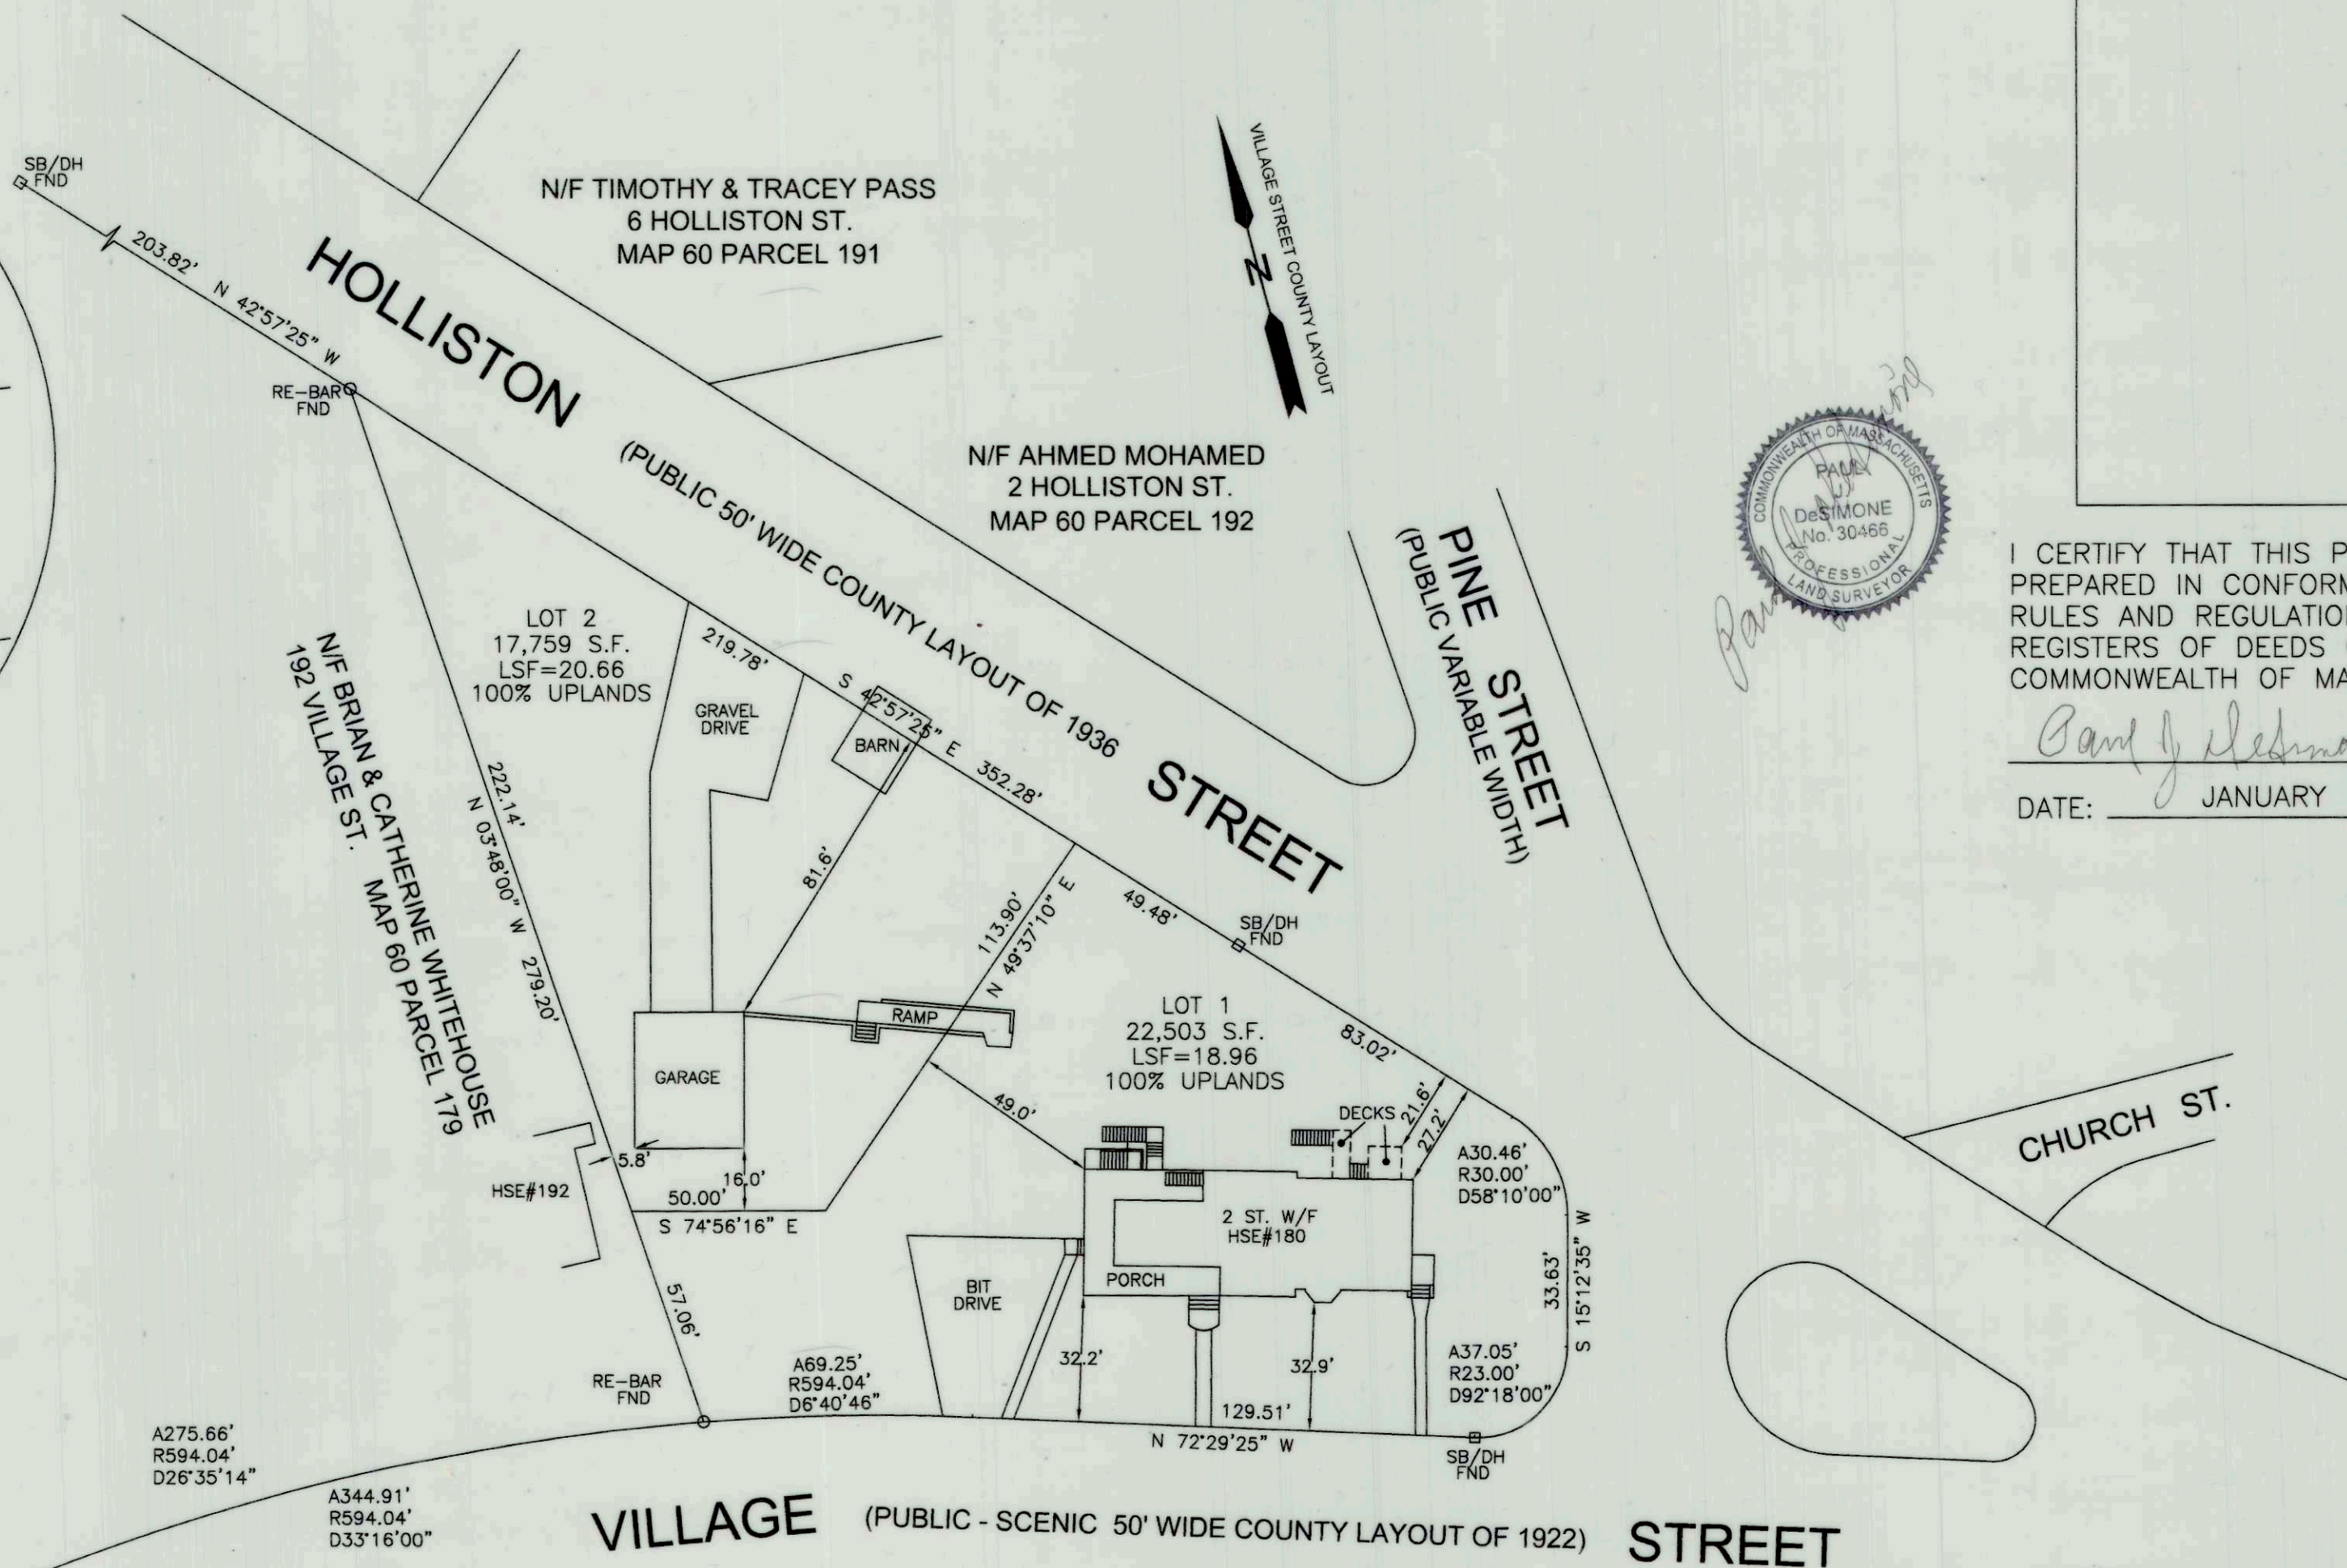 SB/DH
FND
203.82'
N 42°57'25" W
RE-BAR
FND
N/F TIMOTHY & TRACEY PASS
6 HOLLISTON ST.
MAP 60 PARCEL 191
HOLLISTON
(PUBLIC 50' WIDE COUNTY LAYOUT OF 1936
STREET
VILLAGE STREET COUNTY LAYOUT
N
N/F AHMED MOHAMED
2 HOLLISTON ST.
MAP 60 PARCEL 192
PINE STREET
(PUBLIC VARIABLE WIDTH)
COMMONWEALTH OF MASSACHUSETTS
PAUL
DeSIMONE
No. 30466
PROFESSIONAL
LAND SURVEYOR
I CERTIFY THAT THIS P
PREPARED IN CONFORM
RULES AND REGULATIO
REGISTERS OF DEEDS
COMMONWEALTH OF MA
DATE: JANUARY
LOT 2
17,759 S.F.
LSF=20.66
100% UPLANDS
N/F BRIAN & CATHERINE WHITEHOUSE
192 VILLAGE ST. MAP 60 PARCEL 179
222.14'
N 03°48'00" W 279.20'
GRAVEL
DRIVE
219.78'
S 42°57'25" E 352.28'
BARN
81.6'
113.90'
N 49°37'10" E
49.48'
SB/DH
FND
RAMP
LOT 1
22,503 S.F.
LSF=18.96
100% UPLANDS
83.02'
GARAGE
49.0'
DECKS
21.6'
27.2'
A30.46'
R30.00'
D58°10'00"
HSE#192
5.8'
16.0'
50.00'
S 74°56'16" E
2 ST. W/F
HSE#180
PORCH
BIT
DRIVE
33.63'
S 15°12'35" W
57.06'
32.2'
32.9'
A37.05'
R23.00'
D92°18'00"
RE-BAR
FND
A69.25'
R594.04'
D6°40'46"
129.51'
N 72°29'25" W
SB/DH
FND
CHURCH ST.
A275.66'
R594.04'
D26°35'14"
A344.91'
R594.04'
D33°16'00"
VILLAGE (PUBLIC - SCENIC 50' WIDE COUNTY LAYOUT OF 1922) STREET